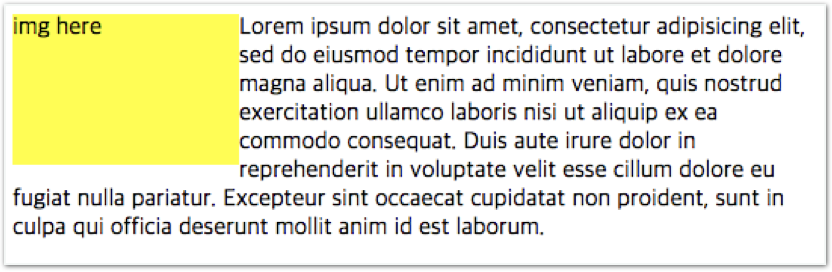 img here
Lorem ipsum dolor sit amet, consectetur adipisicing elit,
sed do eiusmod tempor incididunt ut labore et dolore
magna aliqua. Ut enim ad minim veniam, quis nostrud
exercitation ullamco laboris nisi ut aliquip ex ea
commodo consequat. Duis aute irure dolor in
reprehenderit in voluptate velit esse cillum dolore eu
fugiat nulla pariatur. Excepteur sint occaecat cupidatat non proident, sunt in
culpa qui officia deserunt mollit anim id est laborum.